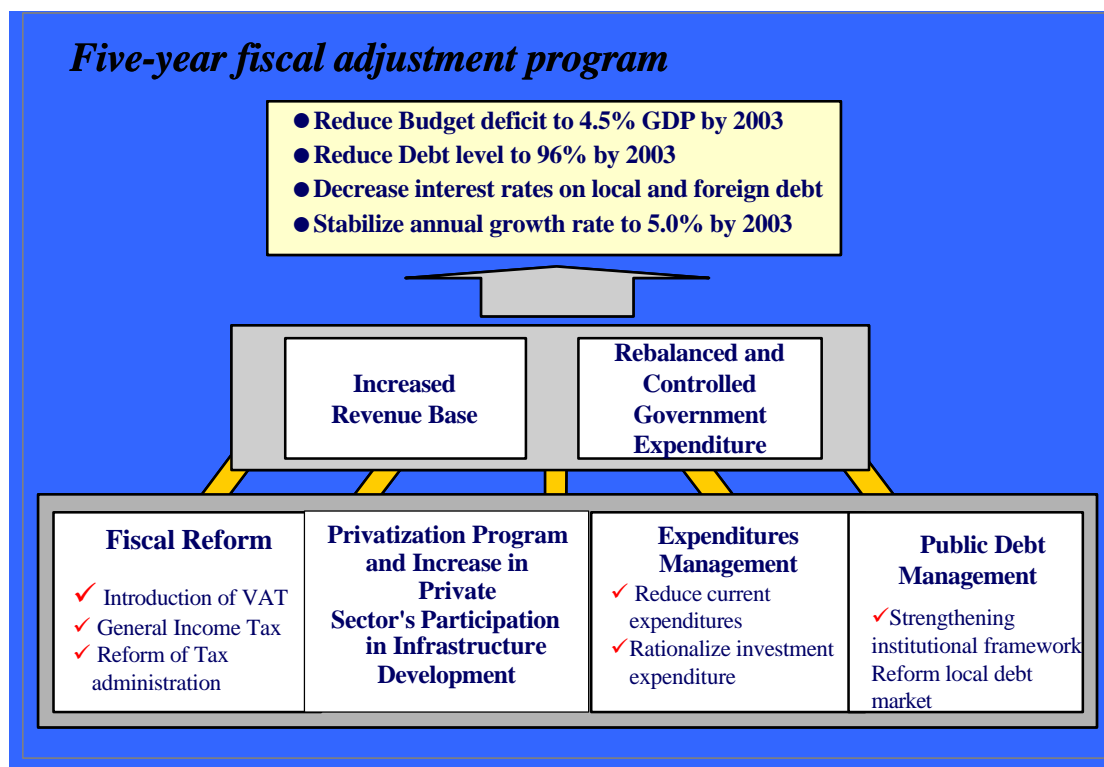 Five-year fiscal adjustment program
● Reduce Budget deficit to 4.5% GDP by 2003
● Reduce Debt level to 96% by 2003
● Decrease interest rates on local and foreign debt
● Stabilize annual growth rate to 5.0% by 2003
Increased
Revenue Base
Rebalanced and
Controlled
Government
Expenditure
Fiscal Reform
✓ Introduction of VAT
✓ General Income Tax
✓ Reform of Tax
administration
Privatization Program
and Increase in
Private
Sector's Participation
in Infrastructure
Development
Expenditures
Management
✓ Reduce current
expenditures
✓ Rationalize investment
expenditure
Public Debt
Management
✓ Strengthening
institutional framework
Reform local debt
market